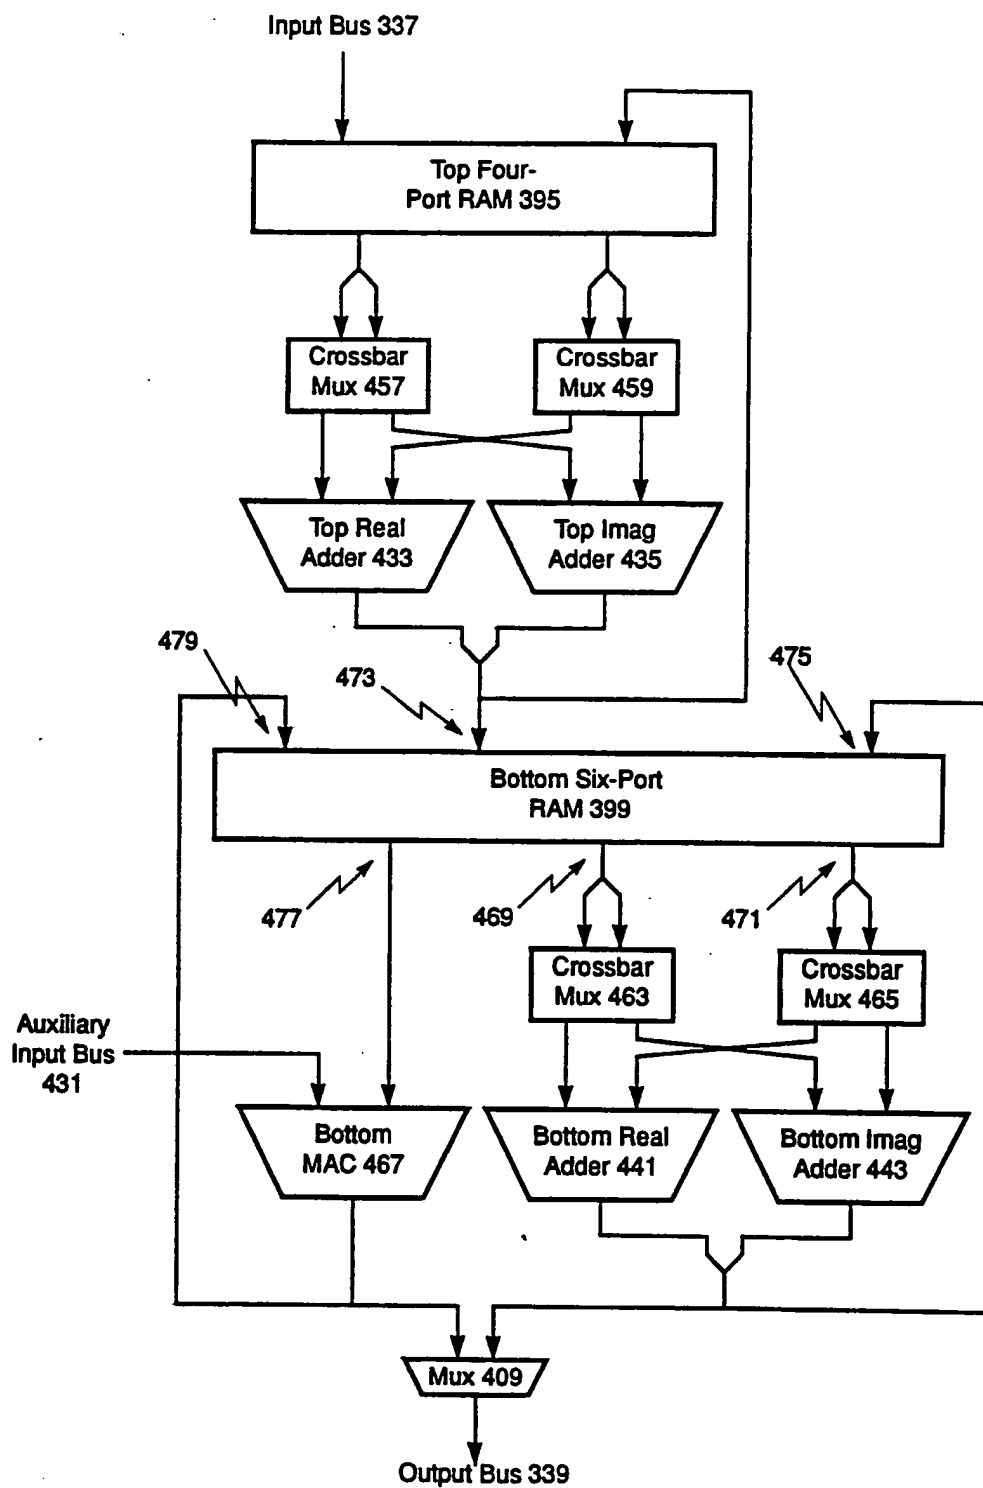 Input Bus 337
Top Four-
Port RAM 395
Crossbar
Mux 457
Crossbar
Mux 459
Top Real
Adder 433
Top Imag
Adder 435
479
473
475
Bottom Six-Port
RAM 399
477
469
471
Crossbar
Mux 463
Crossbar
Mux 465
Auxiliary
Input Bus
431
Bottom
MAC 467
Bottom Real
Adder 441
Bottom Imag
Adder 443
Mux 409
Output Bus 339